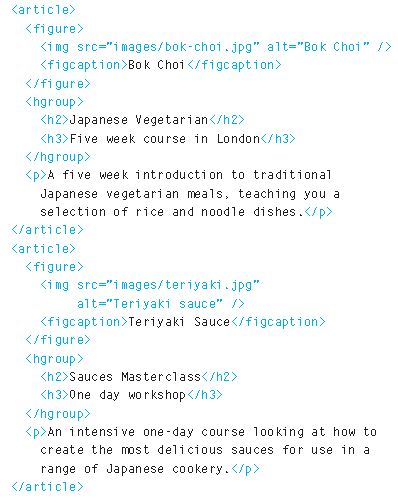 <article>
<figure>
<img src="images/bok-choi.jpg" alt="Bok Choi" />
<figcaption>Bok Choi</figcaption>
</figure>
<hgroup>
<h2>Japanese Vegetarian</h2>
<h3>Five week course in London</h3>
</hgroup>
<p>A five week introduction to traditional
Japanese vegetarian meals, teaching you a
selection of rice and noodle dishes.</p>
</article>
<article>
<figure>
<img src="images/teriyaki.jpg"
alt="Teriyaki sauce" />
<figcaption>Teriyaki Sauce</figcaption>
</figure>
<hgroup>
<h2>Sauces Masterclass</h2>
<h3>One day workshop</h3>
</hgroup>
<p>An intensive one-day course looking at how to
create the most delicious sauces for use in a
range of Japanese cookery.</p>
</article>